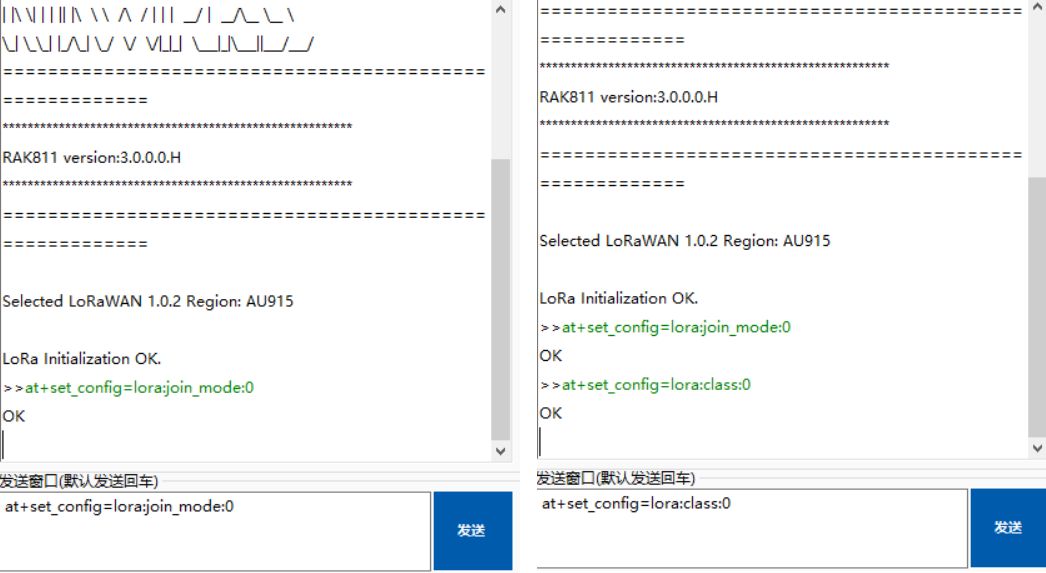 | |\ \| | | || |\  \ \  /\  / | | |  __/ |  __/\__ \__ \
\_| \_\_| |_/\_| \_/  \/  \/|_|_|  \___|_|\___||___/___/
===========================================
=============
********************************************************
RAK811 version:3.0.0.0.H
********************************************************
===========================================
=============
Selected LoRaWAN 1.0.2 Region: AU915
LoRa Initialization OK.
>>at+set_config=lora:join_mode:0
OK
发送窗口(默认发送回车)
at+set_config=lora:join_mode:0
发送
===========================================
=============
********************************************************
RAK811 version:3.0.0.0.H
********************************************************
===========================================
=============
Selected LoRaWAN 1.0.2 Region: AU915
LoRa Initialization OK.
>>at+set_config=lora:join_mode:0
OK
>>at+set_config=lora:class:0
OK
发送窗口(默认发送回车)
at+set_config=lora:class:0
发送